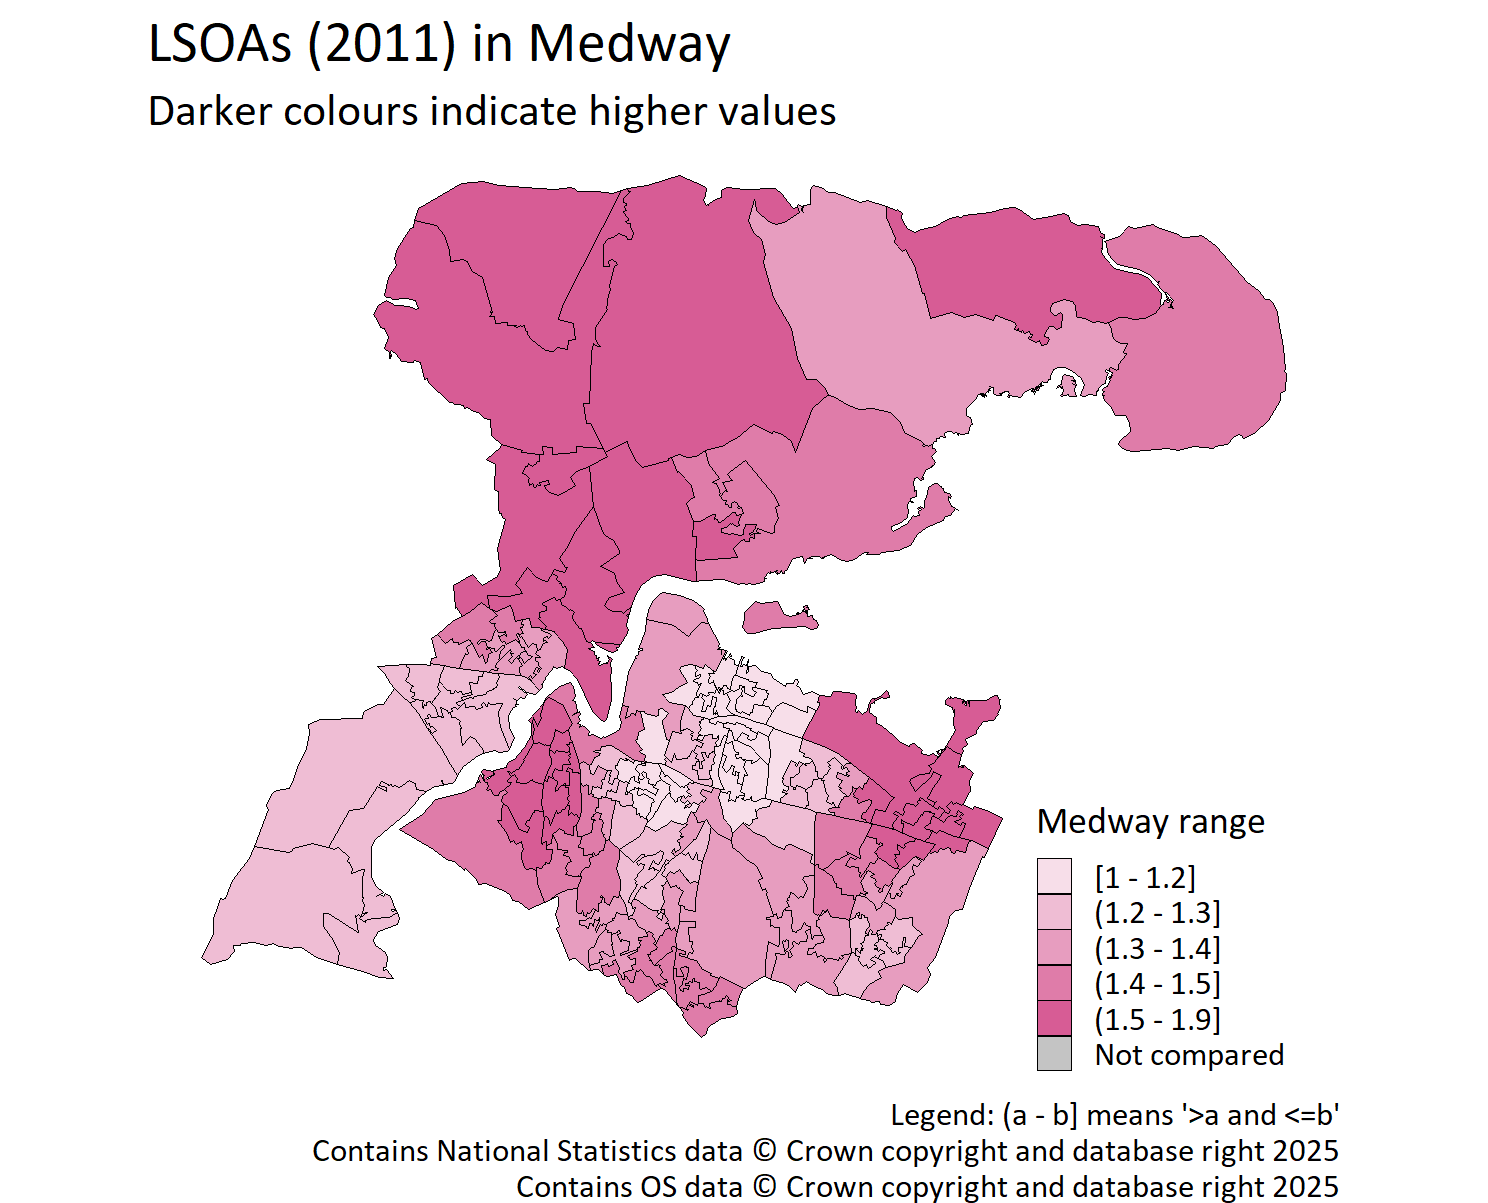 LSOAs (2011) in Medway
Darker colours indicate higher values
Medway range
[1 - 1.2]
(1.2 - 1.3]
(1.3 - 1.4]
(1.4 - 1.5]
(1.5 - 1.9]
Not compared
Legend: (a - b] means '>a and <=b'
Contains National Statistics data © Crown copyright and database right 2025
Contains OS data © Crown copyright and database right 2025